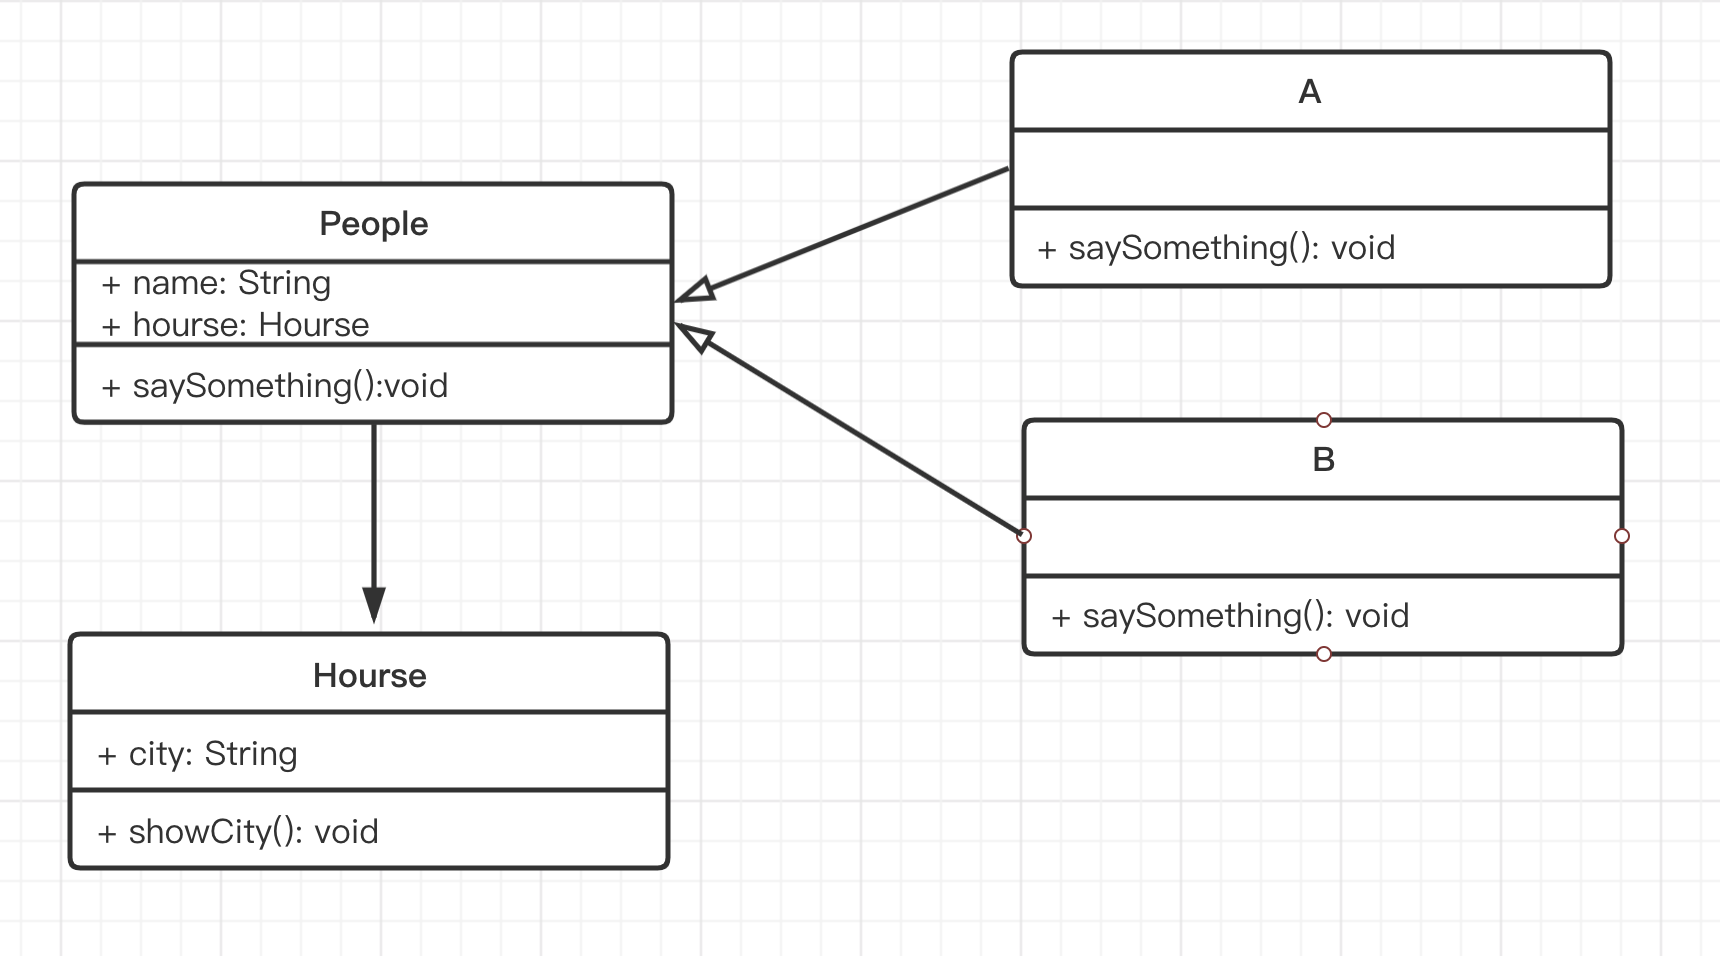 People
+ name: String
+ hourse: Hourse
+ saySomething():void
A
+ saySomething(): void
B
+ saySomething(): void
Hourse
+ city: String
+ showCity(): void